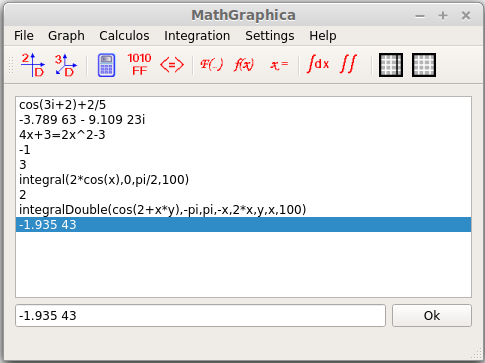 MathGraphica
File Graph Calculos Integration Settings Help
2 D 3 D 1010 FF <=> F(..) f(x) x= ∫dx ∬
cos(3i+2)+2/5
-3.789 63 - 9.109 23i
4x+3=2x^2-3
-1
3
integral(2*cos(x),0,pi/2,100)
2
integralDouble(cos(2+x*y),-pi,pi,-x,2*x,y,x,100)
-1.935 43
-1.935 43 Ok